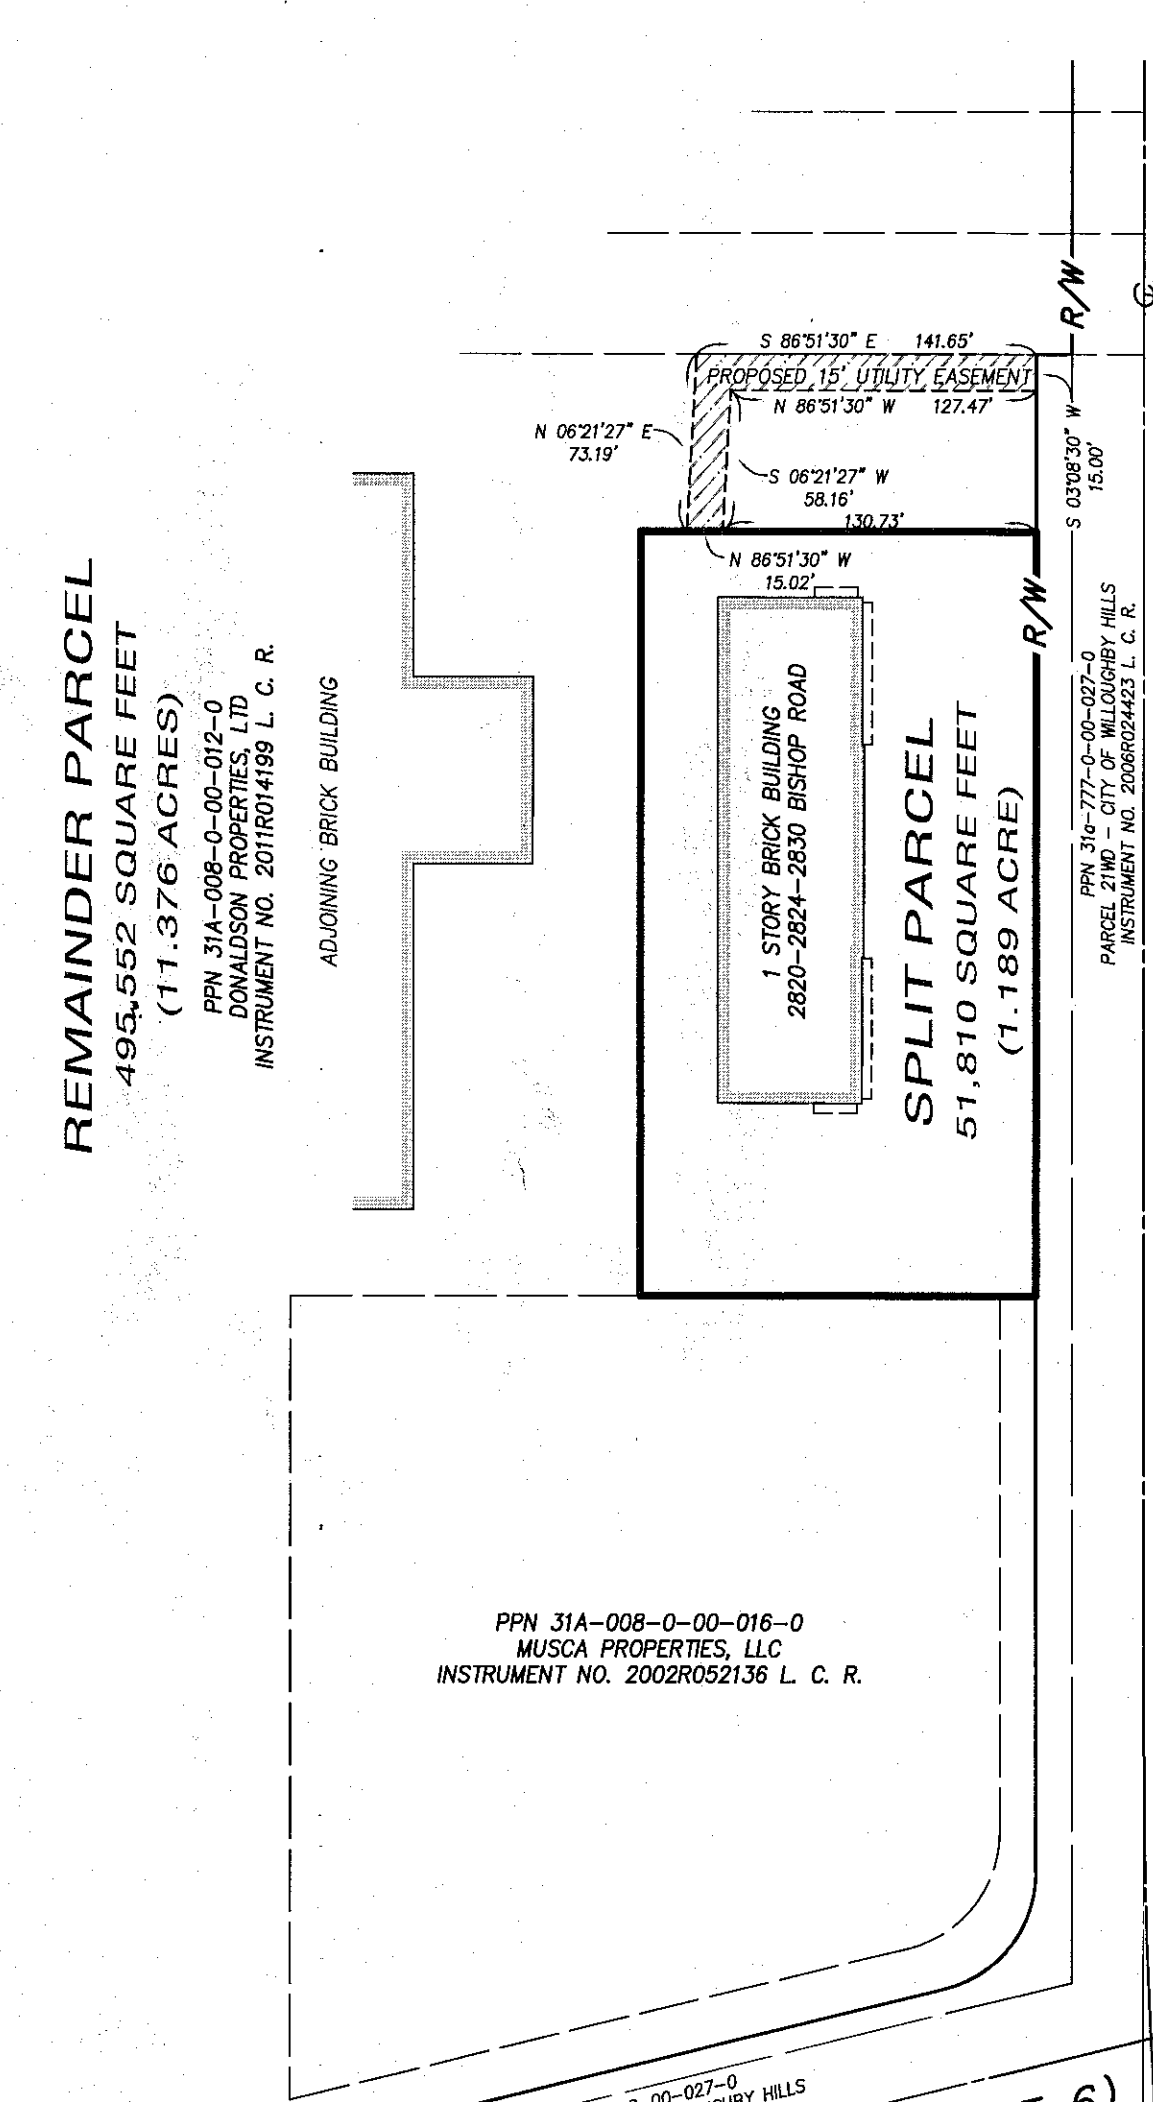 R/W
S 86°51'30" E 141.65'
PROPOSED 15' UTILITY EASEMENT
N 86°51'30" W 127.47'
N 06°21'27" E
73.19'
S 06°21'27" W
58.16'
130.73'
N 86°51'30" W
15.02'
S 03°08'30" W
15.00'
R/W
REMAINDER PARCEL
495,552 SQUARE FEET
(11.376 ACRES)
PPN 31A-008-0-00-012-0
DONALDSON PROPERTIES, LTD
INSTRUMENT NO. 2011R014199 L. C. R.
ADJOINING BRICK BUILDING
1 STORY BRICK BUILDING
2820-2824-2830 BISHOP ROAD
SPLIT PARCEL
51,810 SQUARE FEET
(1.189 ACRE)
PPN 31a-777-0-00-027-0
PARCEL 21WD - CITY OF WILLOUGHBY HILLS
INSTRUMENT NO. 2006R024423 L. C. R.
PPN 31A-008-0-00-016-0
MUSCA PROPERTIES, LLC
INSTRUMENT NO. 2002R052136 L. C. R.
00-027-0
HILLS
6)